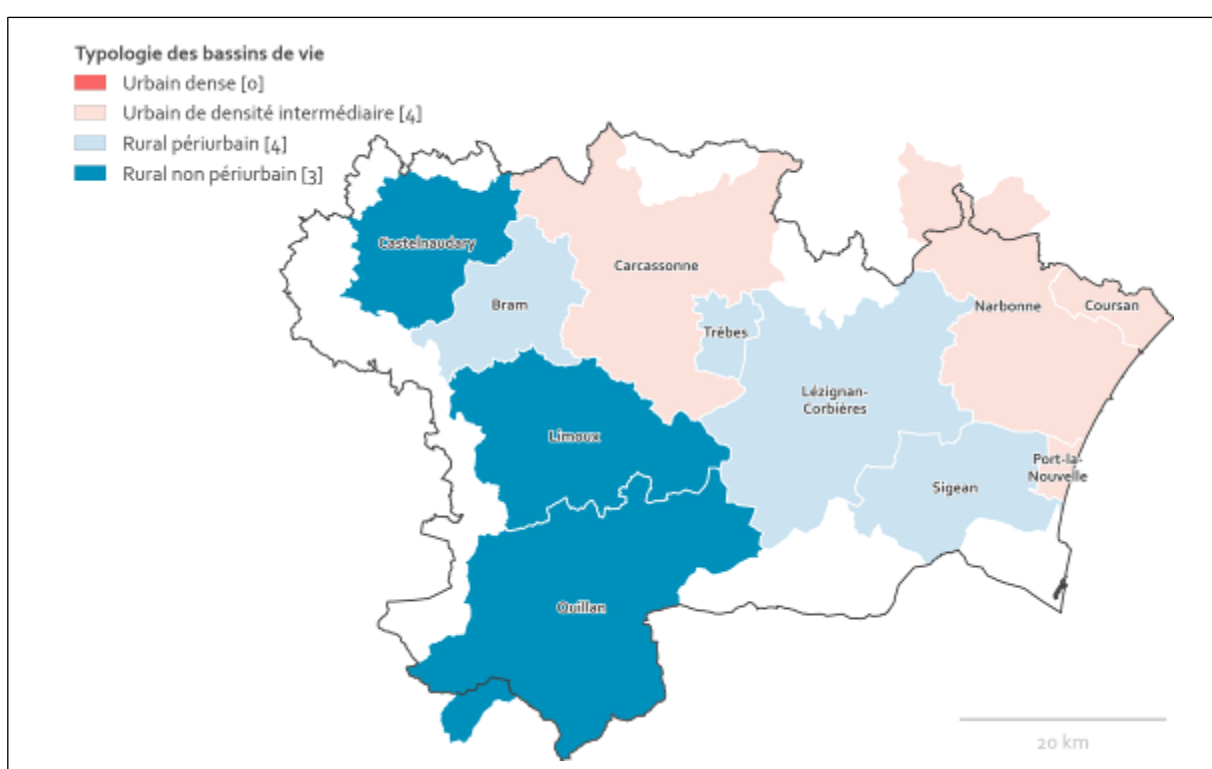 Typologie des bassins de vie
Urbain dense [0]
Urbain de densité intermédiaire [4]
Rural périurbain [4]
Rural non périurbain [3]
Castelnaudary
Carcassonne
Bram
Trèbes
Narbonne
Coursan
Lézignan-
Corbières
Limoux
Port-la-
Nouvelle
Sigean
Quillan
20 km